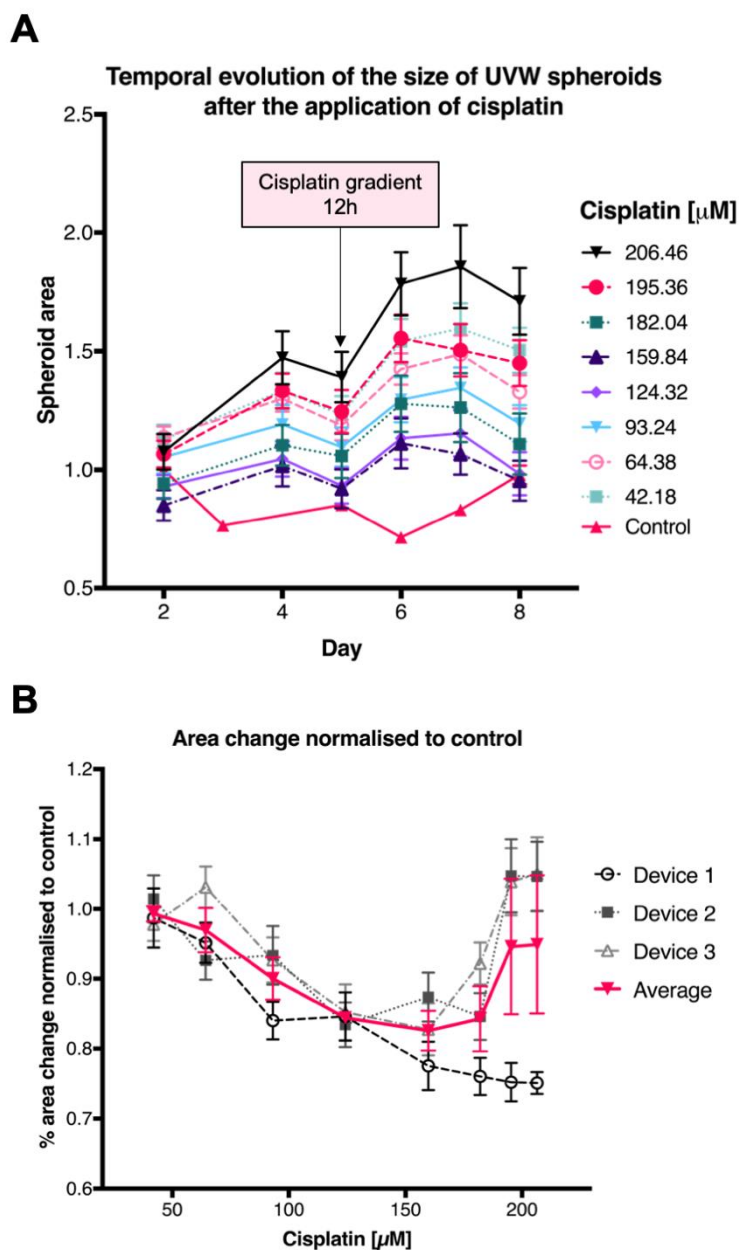 A
Temporal evolution of the size of UVW spheroids
after the application of cisplatin
2.5
2.0
1.5
1.0
0.5
Spheroid area
Cisplatin gradient
12h
2
4
6
8
Day
Cisplatin [μM]
206.46
195.36
182.04
159.84
124.32
93.24
64.38
42.18
Control
B
Area change normalised to control
1.2
1.1
1.0
0.9
0.8
0.7
0.6
% area change normalised to control
50
100
150
200
Cisplatin [μM]
Device 1
Device 2
Device 3
Average